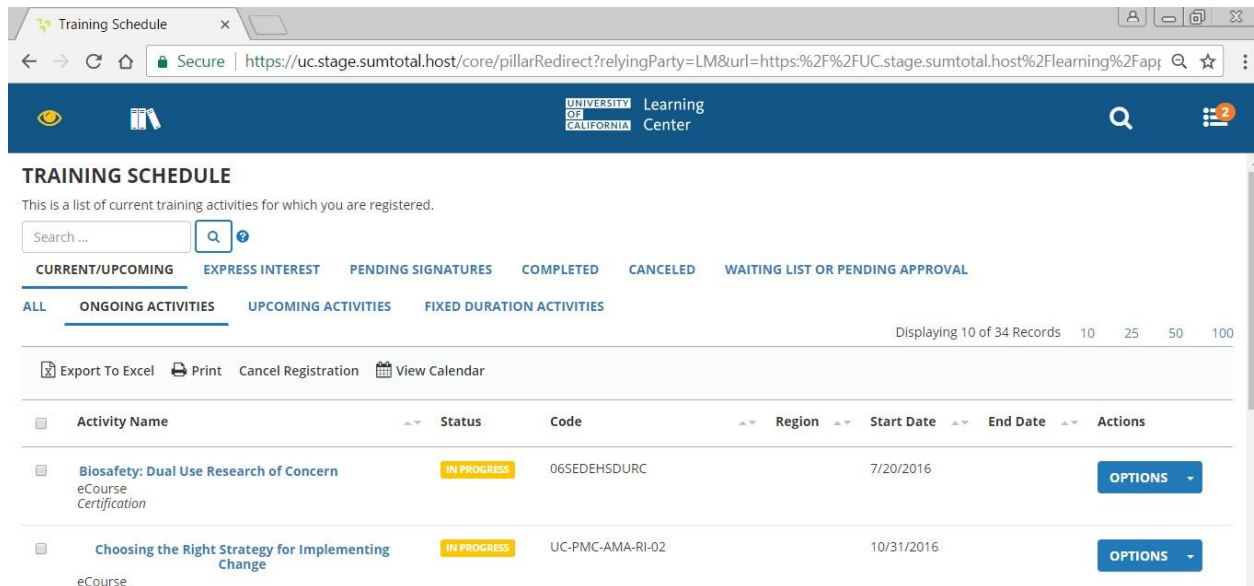 Training Schedule
Secure | https://uc.stage.sumtotal.host/core/pillarRedirect?relyingParty=LM&url=https:%2F%2FUC.stage.sumtotal.host%2Flearning%2Fapp
UNIVERSITY OF CALIFORNIA Learning Center
2
TRAINING SCHEDULE
This is a list of current training activities for which you are registered.
Search ...
CURRENT/UPCOMING EXPRESS INTEREST PENDING SIGNATURES COMPLETED CANCELED WAITING LIST OR PENDING APPROVAL
ALL ONGOING ACTIVITIES UPCOMING ACTIVITIES FIXED DURATION ACTIVITIES
Displaying 10 of 34 Records 10 25 50 100
Export To Excel Print Cancel Registration View Calendar
Activity Name Status Code Region Start Date End Date Actions
Biosafety: Dual Use Research of Concern IN PROGRESS 06SEDEHSDURC 7/20/2016 OPTIONS
eCourse
Certification
Choosing the Right Strategy for Implementing IN PROGRESS UC-PMC-AMA-RI-02 10/31/2016 OPTIONS
Change
eCourse